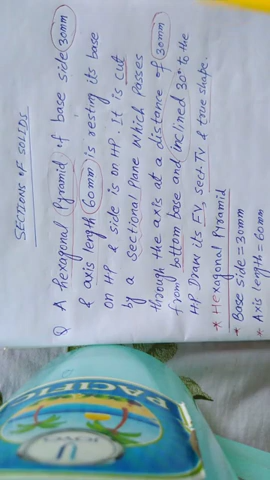 SECTIONS OF SOLIDS
Q A hexagonal Pyramid of base side 30mm
& axis length 60mm is resting its base
on HP & side is on HP. It is cut
by a sectional Plane which Passes
through the axis at a distance of 30mm
from bottom base and inclined 30° to the
HP Draw its FV, sect.TV & true shape.
* Hexagonal Pyramid
* Base side = 30mm
* Axis length = 60mm
PACIFIC